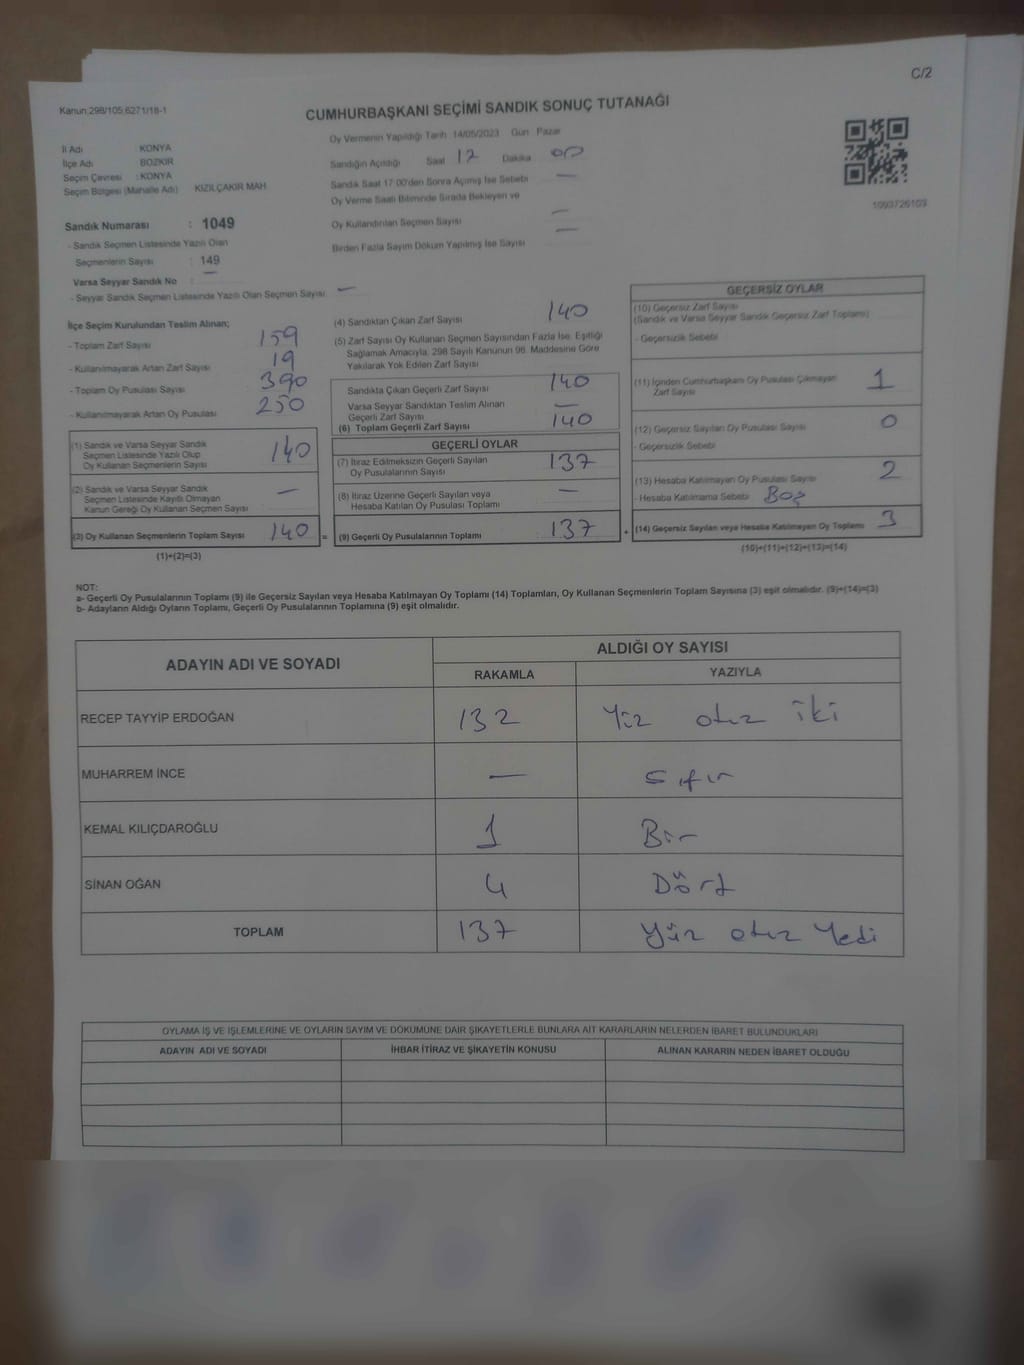 C/2
Kanun:298/105;6271/18-1
CUMHURBAŞKANI SEÇİMİ SANDIK SONUÇ TUTANAĞI
İl Adı KONYA
İlçe Adı BOZKIR
Seçim Çevresi : KONYA
Seçim Bölgesi (Mahalle Adı) KIZILÇAKIR MAH.
Oy Vermenin Yapıldığı Tarih 14/05/2023 Gün Pazar
Sandığın Açıldığı Saat 17 Dakika 00
Sandık Saat 17:00'den Sonra Açılmış İse Sebebi —
Oy Verme Saati Bitiminde Sırada Bekleyen ve
Oy Kullandırılan Seçmen Sayısı —
Birden Fazla Sayım Döküm Yapılmış İse Sayısı —
1093726109
Sandık Numarası : 1049
- Sandık Seçmen Listesinde Yazılı Olan
Seçmenlerin Sayısı : 149
Varsa Seyyar Sandık No : —
- Seyyar Sandık Seçmen Listesinde Yazılı Olan Seçmen Sayısı: —
İlçe Seçim Kurulundan Teslim Alınan;
- Toplam Zarf Sayısı 159
- Kullanılmayarak Artan Zarf Sayısı 19
- Toplam Oy Pusulası Sayısı 390
- Kullanılmayarak Artan Oy Pusulası 250
(1) Sandık ve Varsa Seyyar Sandık
Seçmen Listesinde Yazılı Olup
Oy Kullanan Seçmenlerin Sayısı 140
(2) Sandık ve Varsa Seyyar Sandık
Seçmen Listesinde Kayıtlı Olmayan
Kanun Gereği Oy Kullanan Seçmen Sayısı —
(3) Oy Kullanan Seçmenlerin Toplam Sayısı 140 =
(1)+(2)=(3)
(4) Sandıktan Çıkan Zarf Sayısı 140
(5) Zarf Sayısı Oy Kullanan Seçmen Sayısından Fazla İse; Eşitliği
Sağlamak Amacıyla; 298 Sayılı Kanunun 98. Maddesine Göre
Yakılarak Yok Edilen Zarf Sayısı
Sandıkta Çıkan Geçerli Zarf Sayısı 140
Varsa Seyyar Sandıktan Teslim Alınan
Geçerli Zarf Sayısı —
(6) Toplam Geçerli Zarf Sayısı 140
GEÇERLİ OYLAR
(7) İtiraz Edilmeksizin Geçerli Sayılan
Oy Pusulalarının Sayısı 137
(8) İtiraz Üzerine Geçerli Sayılan veya
Hesaba Katılan Oy Pusulası Toplamı —
(9) Geçerli Oy Pusulalarının Toplamı : 137 +
GEÇERSİZ OYLAR
(10) Geçersiz Zarf Sayısı
(Sandık ve Varsa Seyyar Sandık Geçersiz Zarf Toplamı)
- Geçersizlik Sebebi
(11) İçinden Cumhurbaşkanı Oy Pusulası Çıkmayan
Zarf Sayısı 1
(12) Geçersiz Sayılan Oy Pusulası Sayısı 0
- Geçersizlik Sebebi
(13) Hesaba Katılmayan Oy Pusulası Sayısı 2
- Hesaba Katılmama Sebebi Boş
(14) Geçersiz Sayılan veya Hesaba Katılmayan Oy Toplamı 3
(10)+(11)+(12)+(13)=(14)
NOT:
a- Geçerli Oy Pusulalarının Toplamı (9) ile Geçersiz Sayılan veya Hesaba Katılmayan Oy Toplamı (14) Toplamları, Oy Kullanan Seçmenlerin Toplam Sayısına (3) eşit olmalıdır. (9)+(14)=(3)
b- Adayların Aldığı Oyların Toplamı, Geçerli Oy Pusulalarının Toplamına (9) eşit olmalıdır.
ADAYIN ADI VE SOYADI
ALDIĞI OY SAYISI
RAKAMLA YAZIYLA
RECEP TAYYİP ERDOĞAN 132 Yüz otuz iki
MUHARREM İNCE — sıfır
KEMAL KILIÇDAROĞLU 1 Bir
SİNAN OĞAN 4 Dört
TOPLAM 137 Yüz otuz Yedi
OYLAMA İŞ VE İŞLEMLERİNE VE OYLARIN SAYIM VE DÖKÜMÜNE DAİR ŞİKAYETLERLE BUNLARA AİT KARARLARIN NELERDEN İBARET BULUNDUKLARI
ADAYIN ADI VE SOYADI İHBAR İTİRAZ VE ŞİKAYETİN KONUSU ALINAN KARARIN NEDEN İBARET OLDUĞU